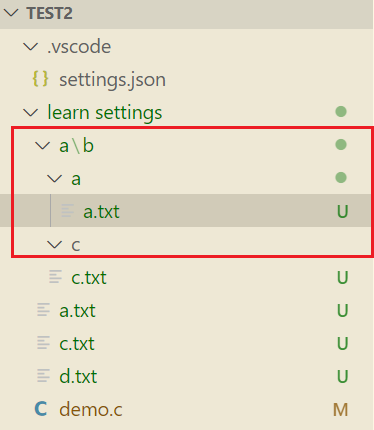 TEST2
.vscode
{} settings.json
learn settings
a\b
a
a.txt U
c
c.txt U
a.txt U
c.txt U
d.txt U
C demo.c M